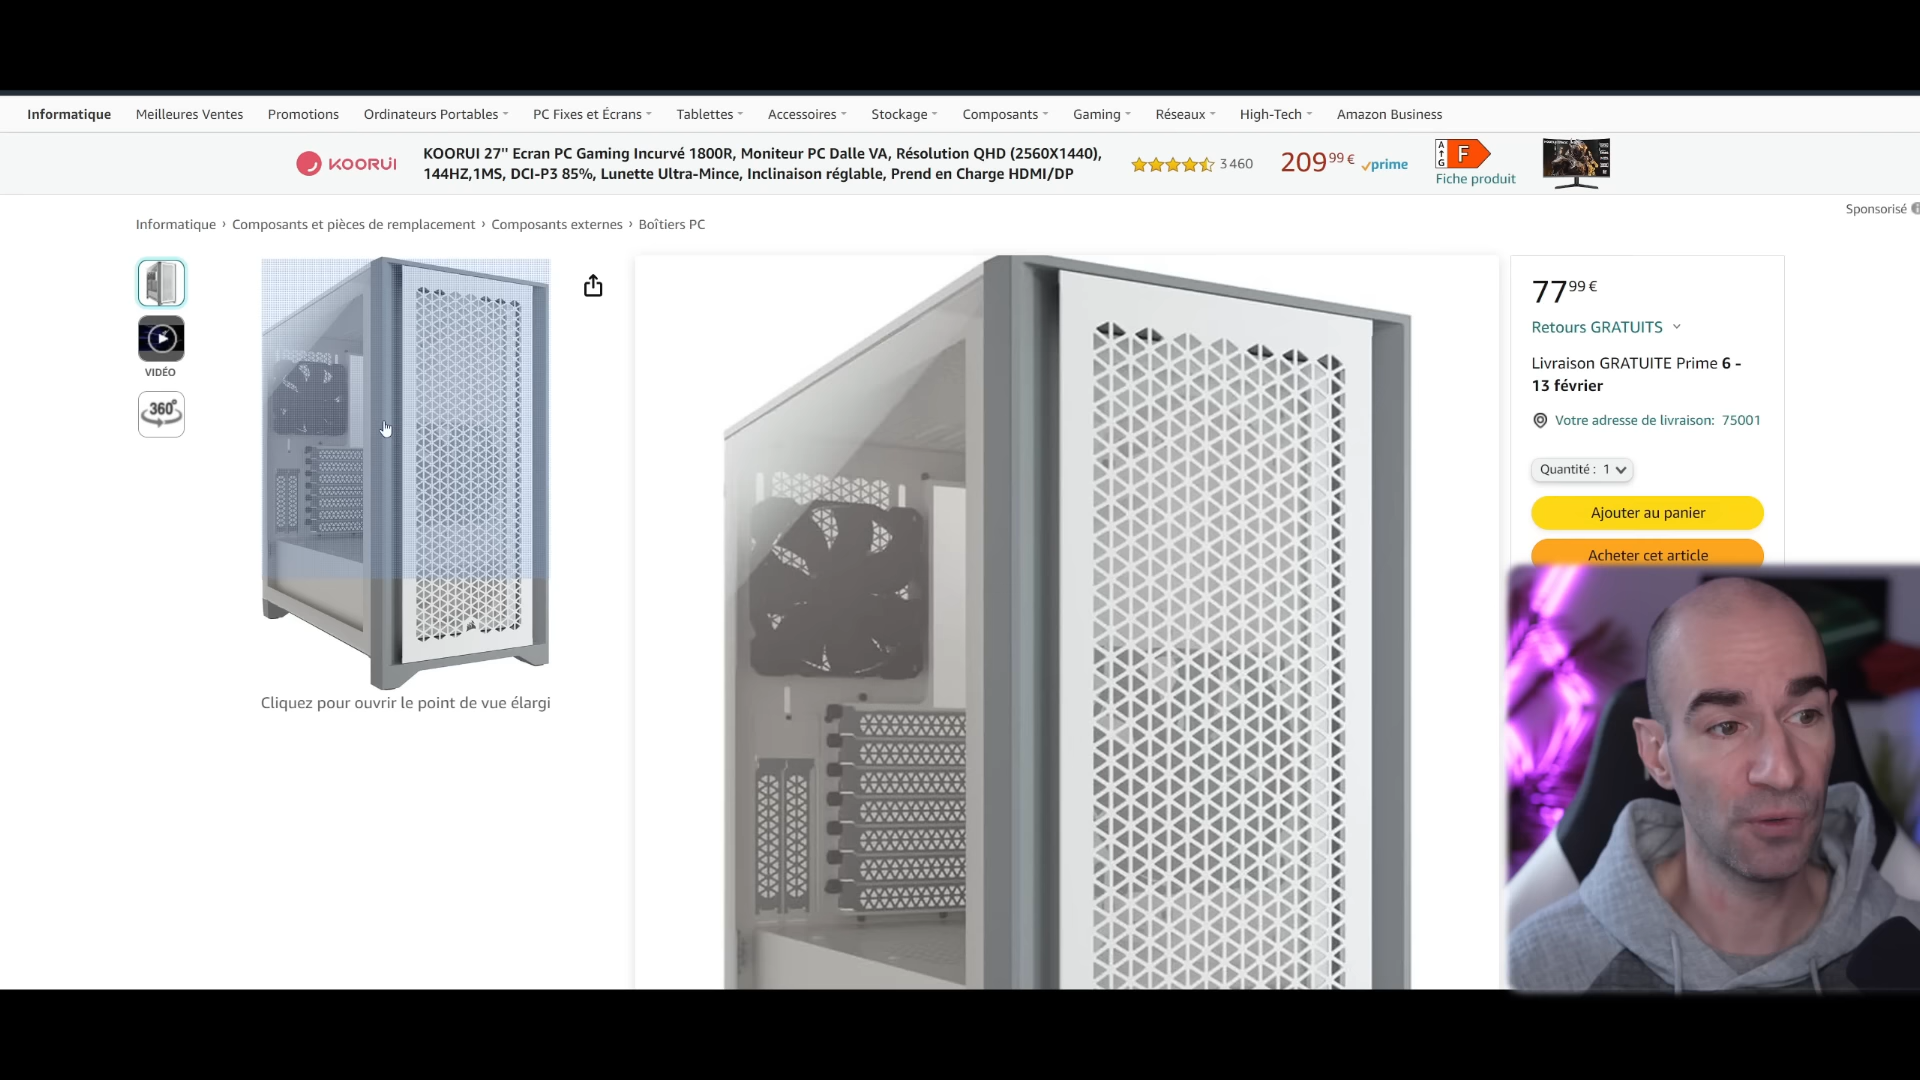 Informatique Meilleures Ventes Promotions Ordinateurs Portables PC Fixes et Écrans Tablettes Accessoires Stockage Composants Gaming Réseaux High-Tech Amazon Business
KOORUI
KOORUI 27" Ecran PC Gaming Incurvé 1800R, Moniteur PC Dalle VA, Résolution QHD (2560X1440),
144HZ,1MS, DCI-P3 85%, Lunette Ultra-Mince, Inclinaison réglable, Prend en Charge HDMI/DP
3 460
209,99 € prime
A G F
Fiche produit
Sponsorisé
Informatique › Composants et pièces de remplacement › Composants externes › Boîtiers PC
VIDÉO
360°
Cliquez pour ouvrir le point de vue élargi
77,99 €
Retours GRATUITS
Livraison GRATUITE Prime 6 -
13 février
Votre adresse de livraison: 75001
Quantité : 1
Ajouter au panier
Acheter cet article